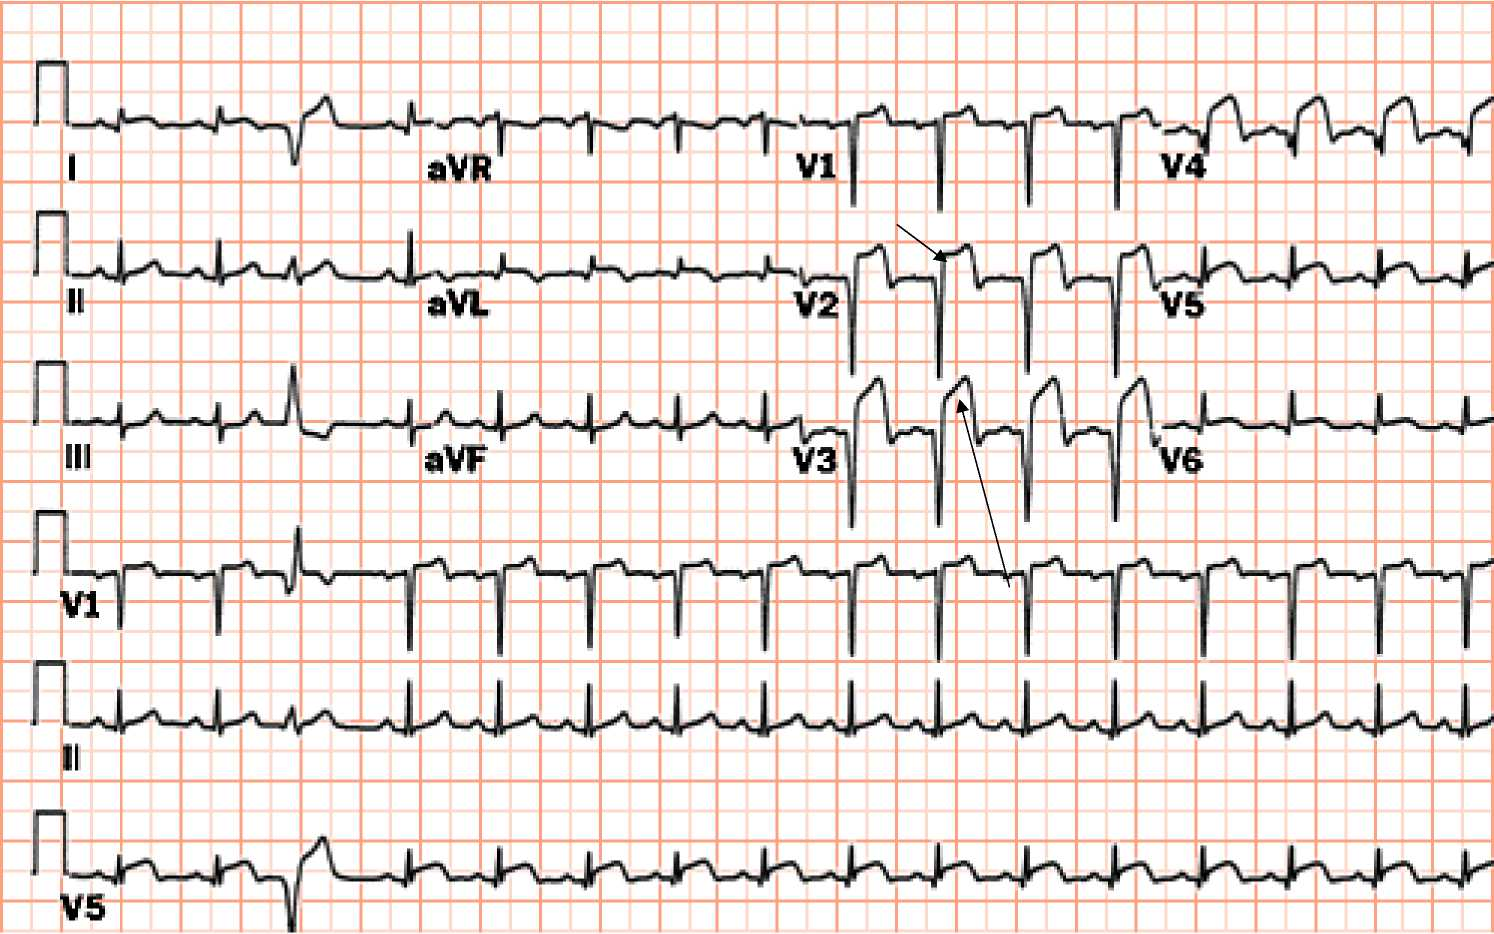 I aVR V1 V4
II aVL V2 V5
III aVF V3 V6
V1
II
V5